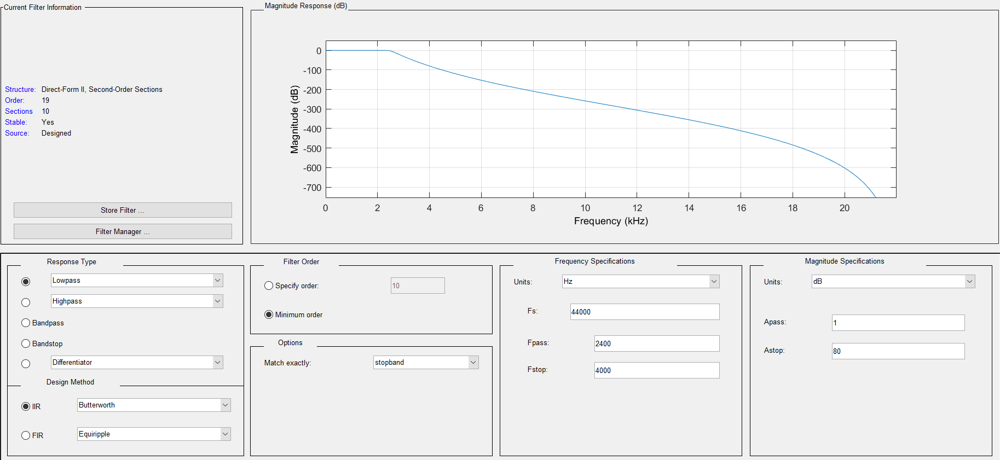 Current Filter Information
Structure: Direct-Form II, Second-Order Sections
Order: 19
Sections 10
Stable: Yes
Source: Designed
Store Filter ...
Filter Manager ...
Magnitude Response (dB)
0
-100
-200
-300
-400
-500
-600
-700
Magnitude (dB)
0 2 4 6 8 10 12 14 16 18 20
Frequency (kHz)
Response Type
Lowpass
Highpass
Bandpass
Bandstop
Differentiator
Design Method
IIR Butterworth
FIR Equiripple
Filter Order
Specify order: 10
Minimum order
Options
Match exactly: stopband
Frequency Specifications
Units: Hz
Fs: 44000
Fpass: 2400
Fstop: 4000
Magnitude Specifications
Units: dB
Apass: 1
Astop: 80